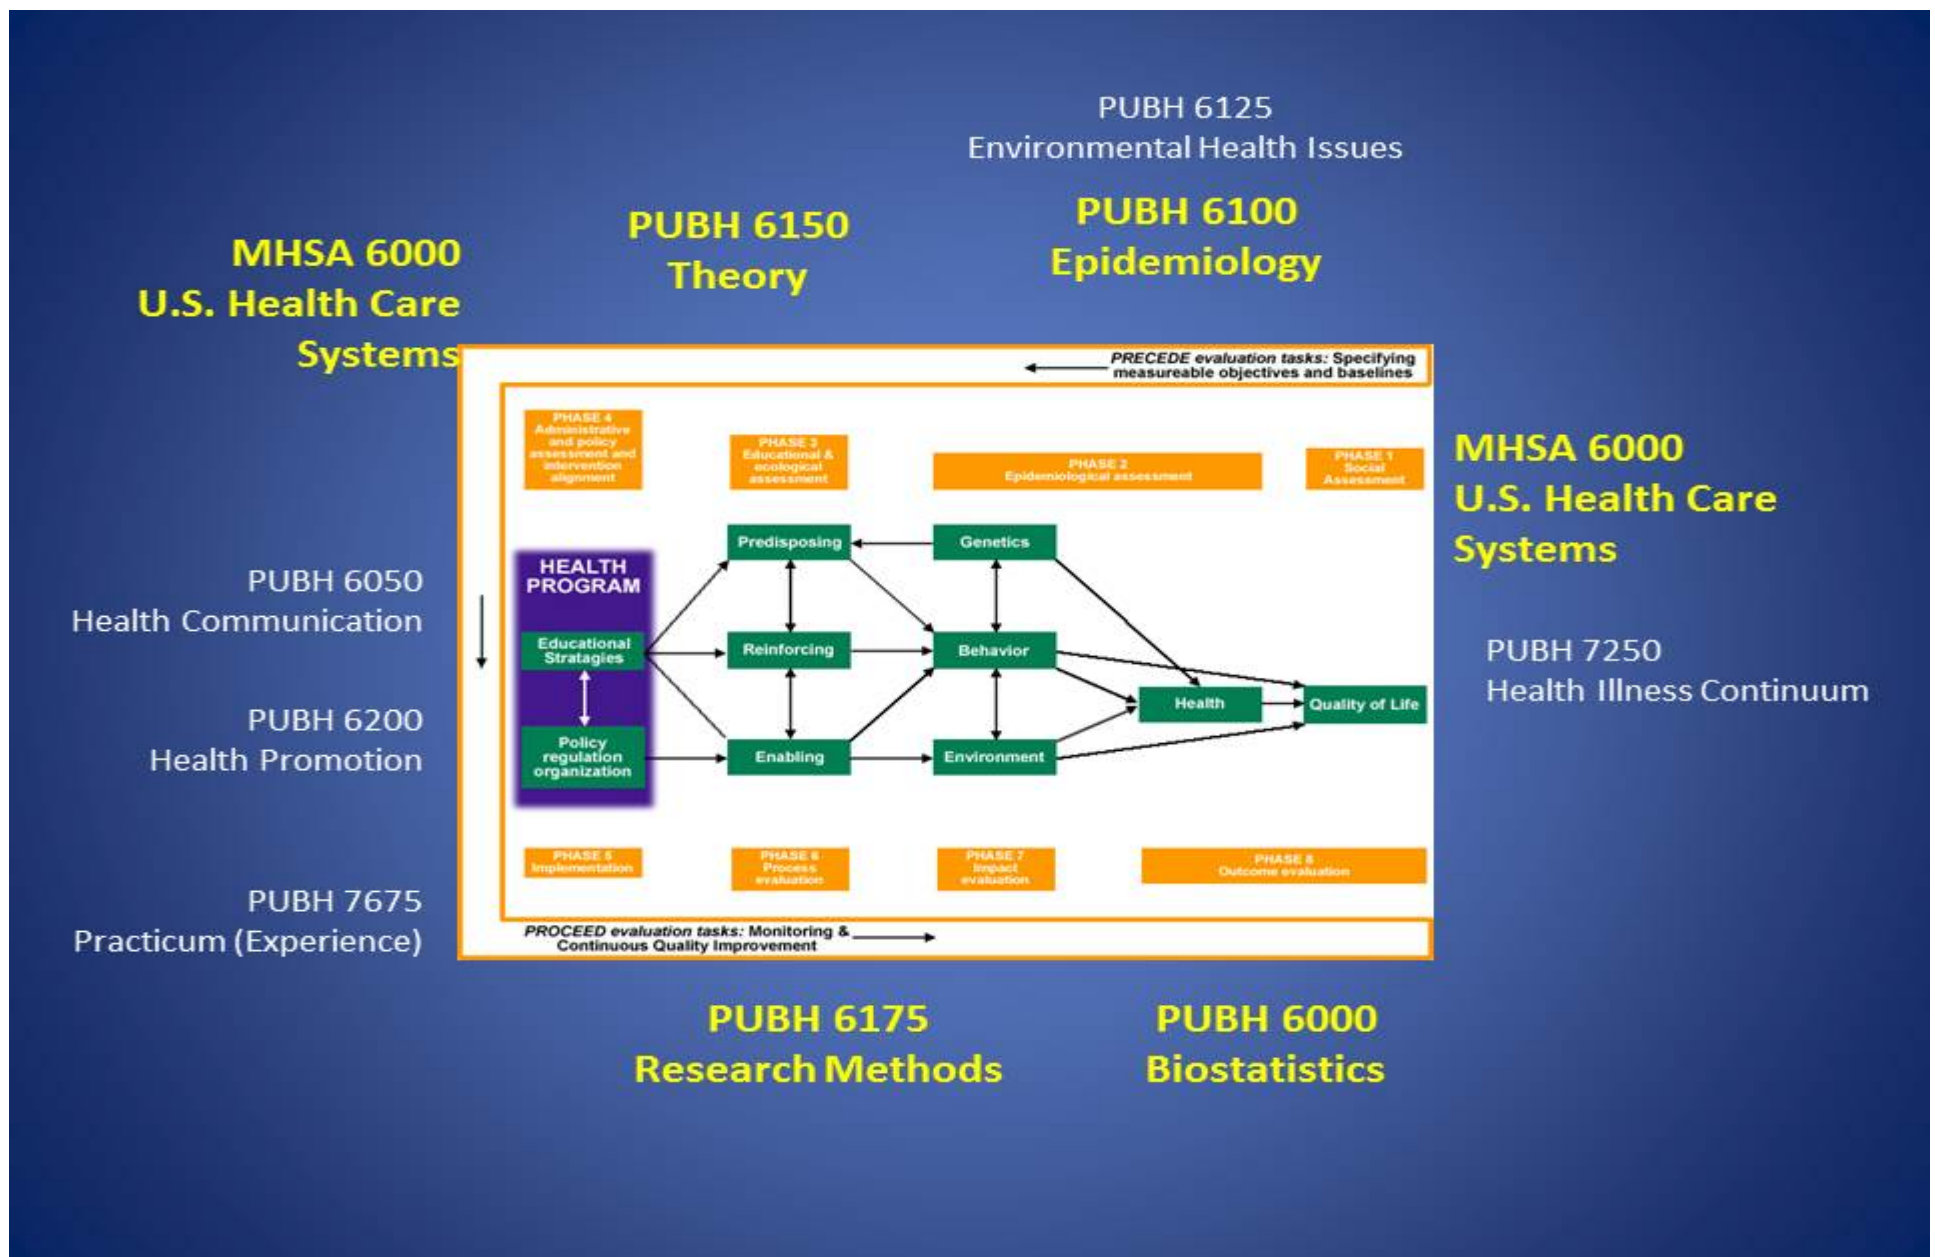 PUBH 6125
Environmental Health Issues
PUBH 6150
Theory
PUBH 6100
Epidemiology
MHSA 6000
U.S. Health Care
Systems
PRECEDE evaluation tasks: Specifying
measureable objectives and baselines
PHASE 4
Administrative
and policy
assessment and
intervention
alignment
PHASE 3
Educational &
ecological
assessment
PHASE 2
Epidemiological assessment
PHASE 1
Social
Assessment
MHSA 6000
U.S. Health Care
Systems
HEALTH
PROGRAM
Predisposing
Genetics
PUBH 6050
Health Communication
Educational
Stratagies
Reinforcing
Behavior
PUBH 7250
Health Illness Continuum
Health
Quality of Life
PUBH 6200
Health Promotion
Policy
regulation
organization
Enabling
Environment
PHASE 5
Implementation
PHASE 6
Process
evaluation
PHASE 7
Impact
evaluation
PHASE 8
Outcome evaluation
PUBH 7675
Practicum (Experience)
PROCEED evaluation tasks: Monitoring &
Continuous Quality Improvement
PUBH 6175
Research Methods
PUBH 6000
Biostatistics